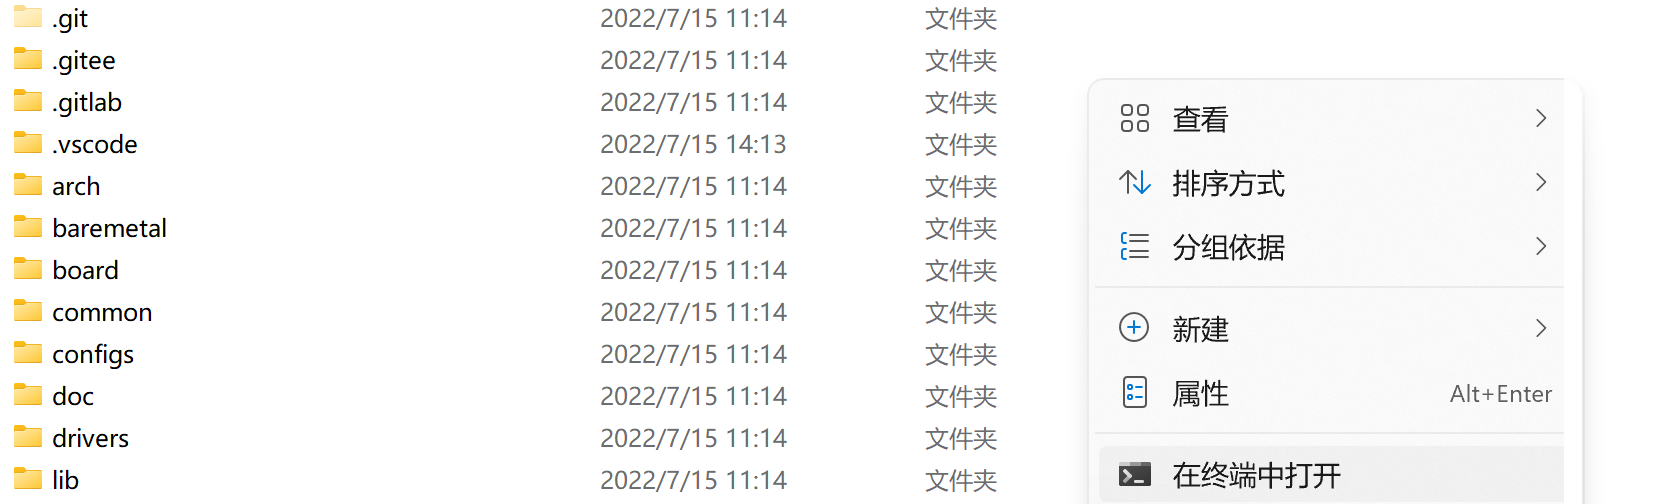 .git 2022/7/15 11:14 文件夹
.gitee 2022/7/15 11:14 文件夹
.gitlab 2022/7/15 11:14 文件夹
.vscode 2022/7/15 14:13 文件夹
arch 2022/7/15 11:14 文件夹
baremetal 2022/7/15 11:14 文件夹
board 2022/7/15 11:14 文件夹
common 2022/7/15 11:14 文件夹
configs 2022/7/15 11:14 文件夹
doc 2022/7/15 11:14 文件夹
drivers 2022/7/15 11:14 文件夹
lib 2022/7/15 11:14 文件夹
查看
排序方式
分组依据
新建
属性 Alt+Enter
在终端中打开